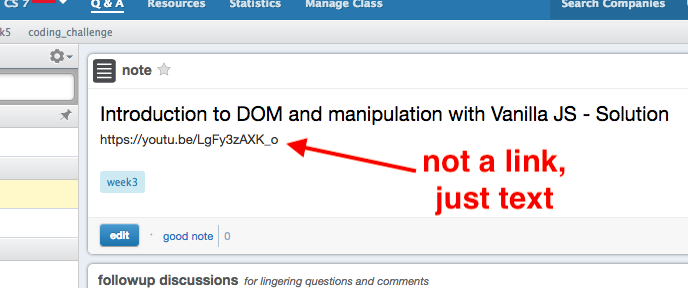 CS 7
Q & A Resources Statistics Manage Class Search Companies
k5 coding_challenge
note
Introduction to DOM and manipulation with Vanilla JS - Solution
https://youtu.be/LgFy3zAXK_o
not a link,
just text
week3
edit · good note 0
followup discussions for lingering questions and comments